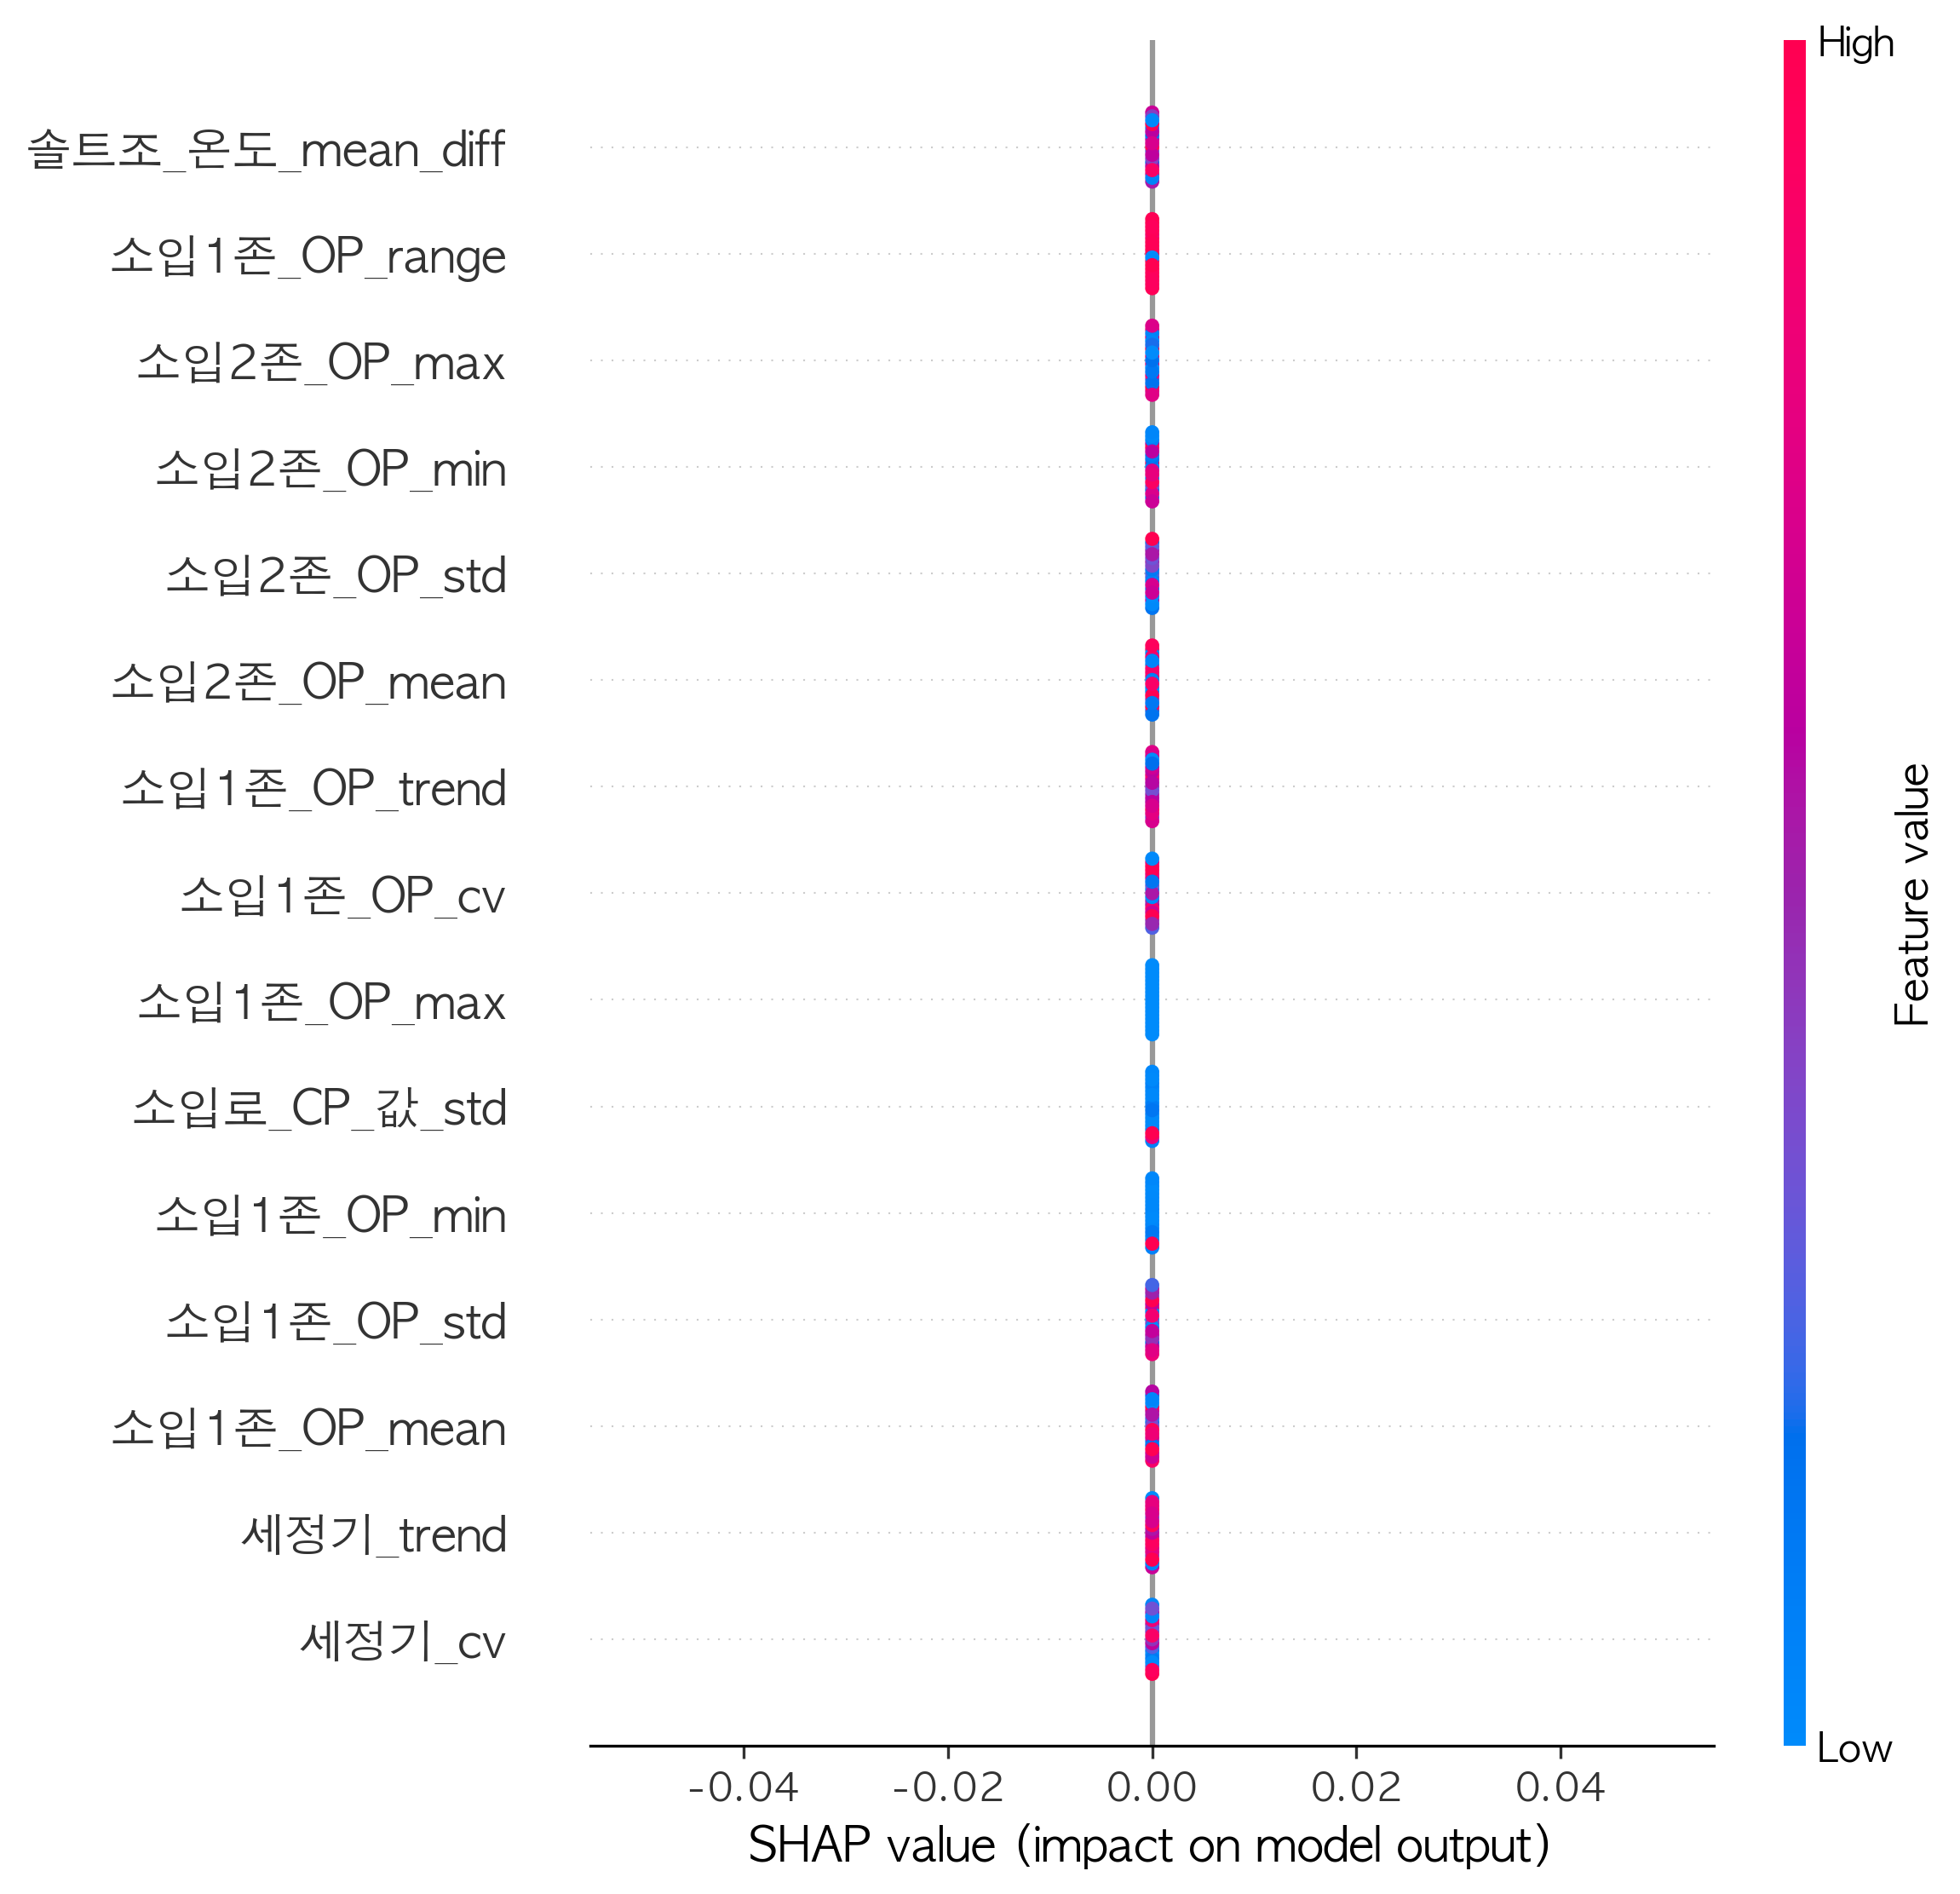 High
솔트조_온도_mean_diff
소입1존_OP_range
소입2존_OP_max
소입2존_OP_min
소입2존_OP_std
소입2존_OP_mean
소입1존_OP_trend
소입1존_OP_cv
소입1존_OP_max
소입로_CP_값_std
소입1존_OP_min
소입1존_OP_std
소입1존_OP_mean
세정기_trend
세정기_cv
Feature value
Low
-0.04 -0.02 0.00 0.02 0.04
SHAP value (impact on model output)